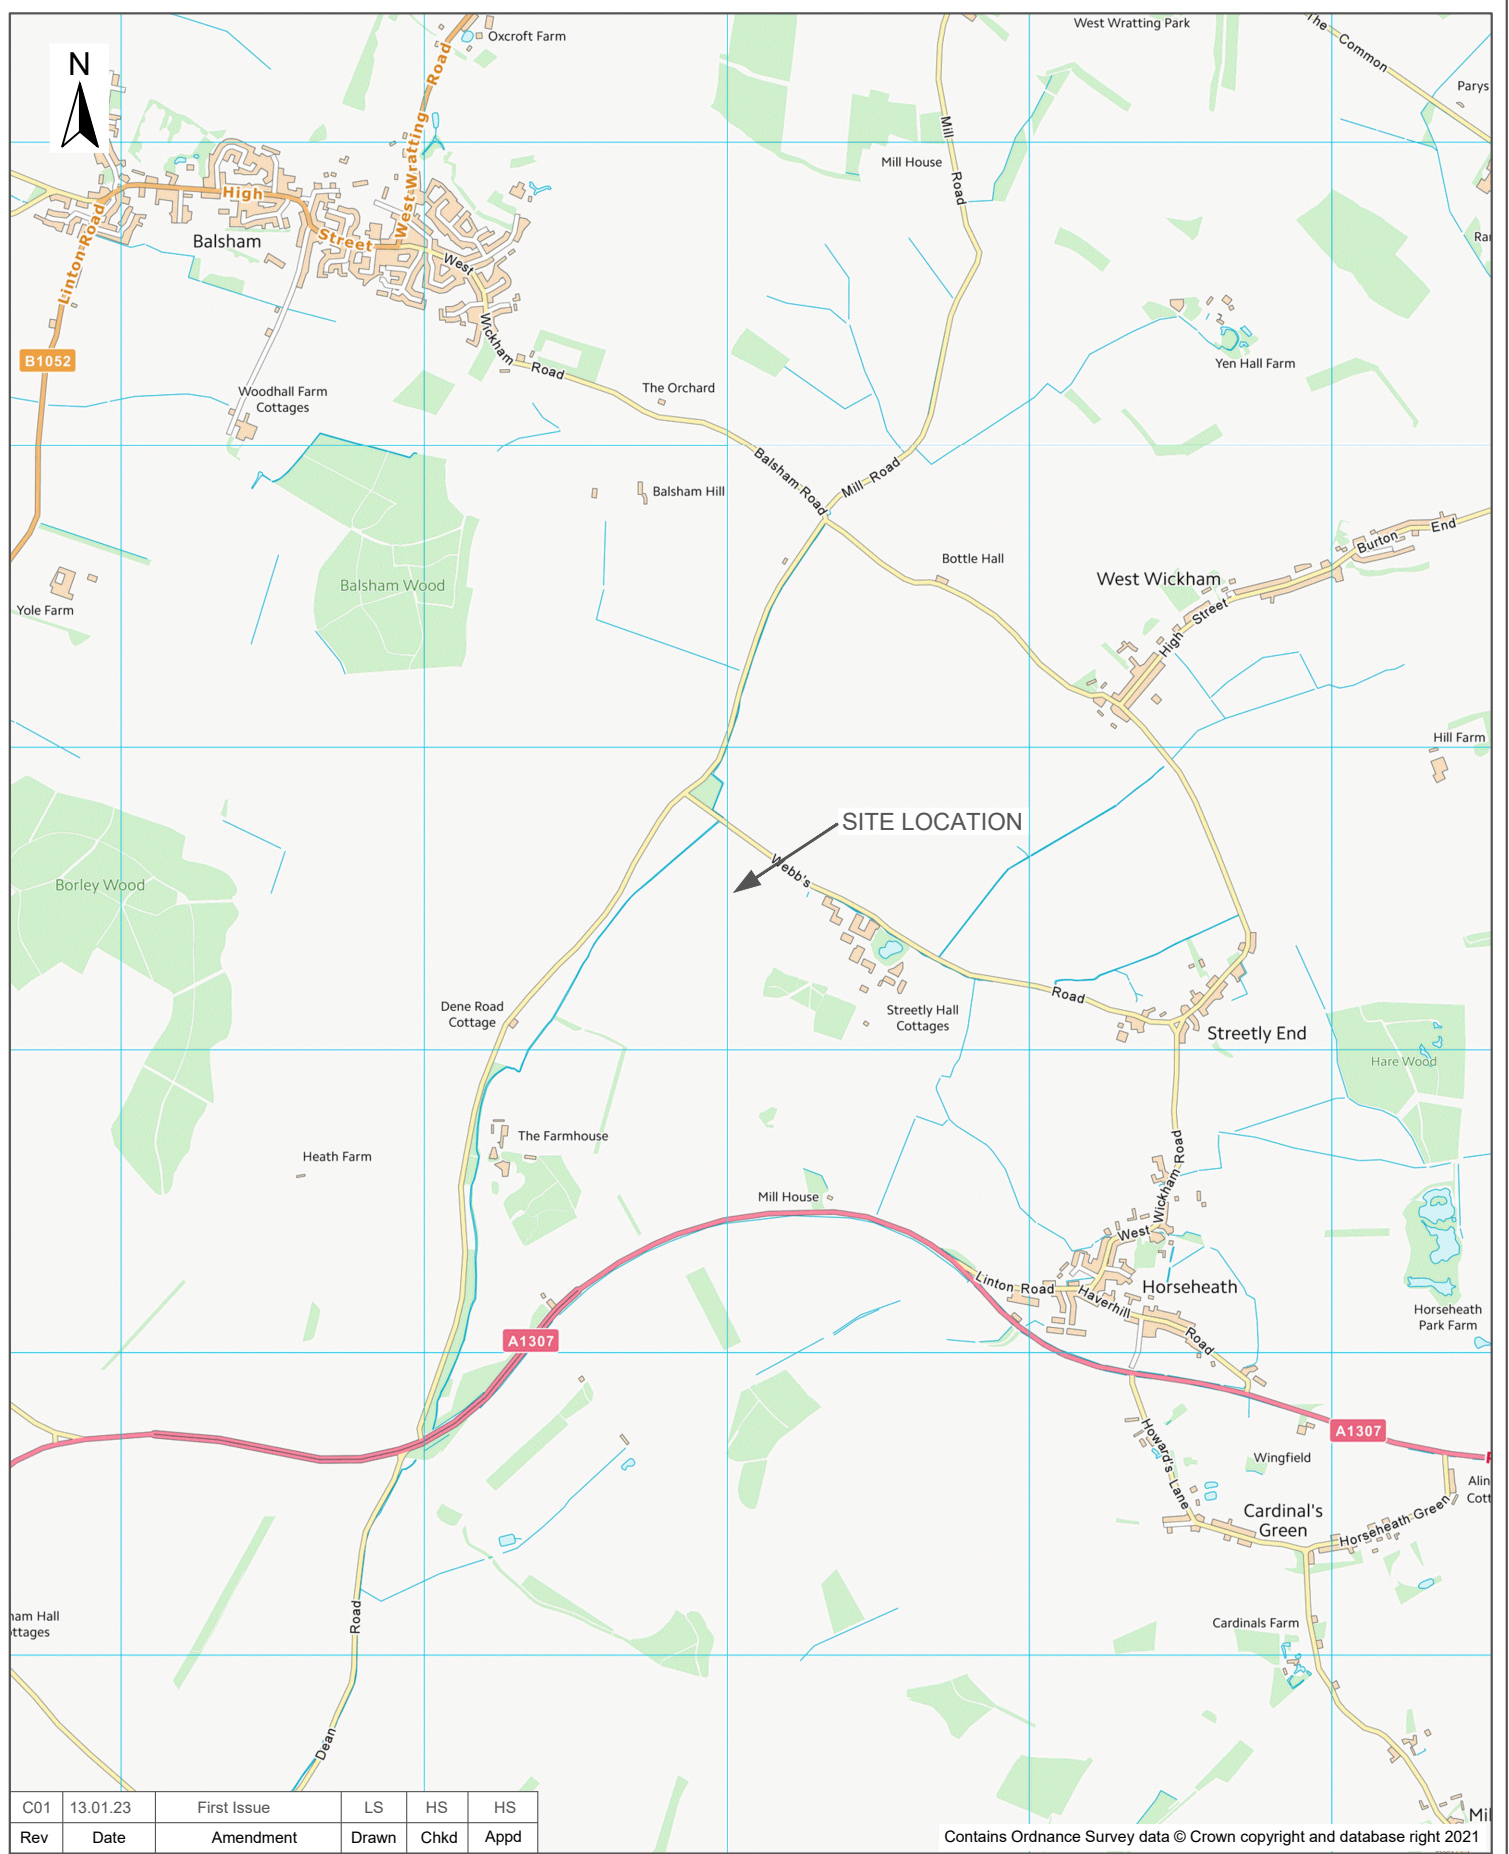 West Wratting Park
The Common
Oxcroft Farm
N
Parys
West Wratting Road
Mill Road
Mill House
High Street
Balsham
Linton Road
West Wickham Road
B1052
Yen Hall Farm
The Orchard
Woodhall Farm
Cottages
Balsham Road
Mill Road
Balsham Hill
Burton End
Bottle Hall
West Wickham
High Street
Balsham Wood
Yole Farm
Hill Farm
SITE LOCATION
Webb's
Borley Wood
Road
Dene Road
Cottage
Streetly Hall
Cottages
Streetly End
Hare Wood
The Farmhouse
Heath Farm
West Wickham Road
Mill House
Linton Road
Haverhill Road
Horseheath
Horseheath
Park Farm
A1307
A1307
Howard's Lane
Wingfield
Alin
Cott
Cardinal's
Green
Horseheath Green
ham Hall
ottages
Dean Road
Cardinals Farm
Mil
C01 13.01.23 First Issue LS HS HS
Rev Date Amendment Drawn Chkd Appd
Contains Ordnance Survey data © Crown copyright and database right 2021